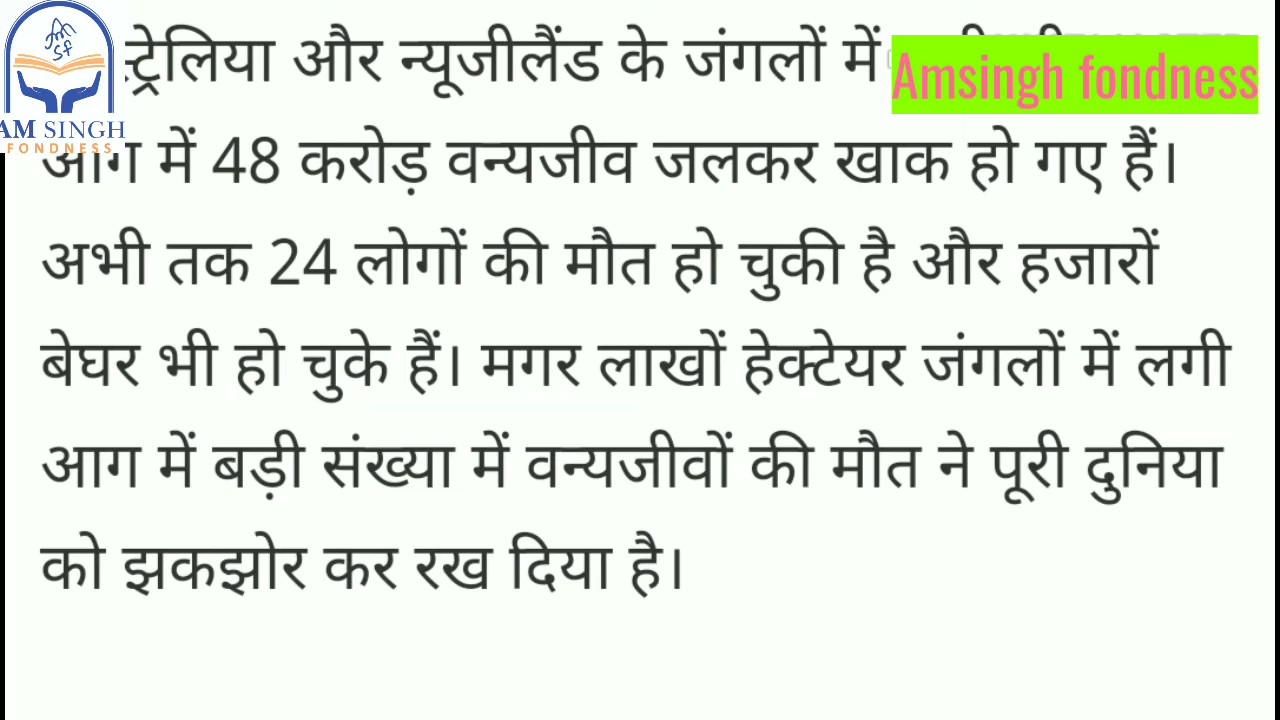 AM SINGH
FONDNESS
Amsingh fondness
और न्यूजीलैंड के जंगलों में
आग में 48 करोड़ वन्यजीव जलकर खाक हो गए हैं।
अभी तक 24 लोगों की मौत हो चुकी है और हजारों
बेघर भी हो चुके हैं। मगर लाखों हेक्टेयर जंगलों में लगी
आग में बड़ी संख्या में वन्यजीवों की मौत ने पूरी दुनिया
को झकझोर कर रख दिया है।